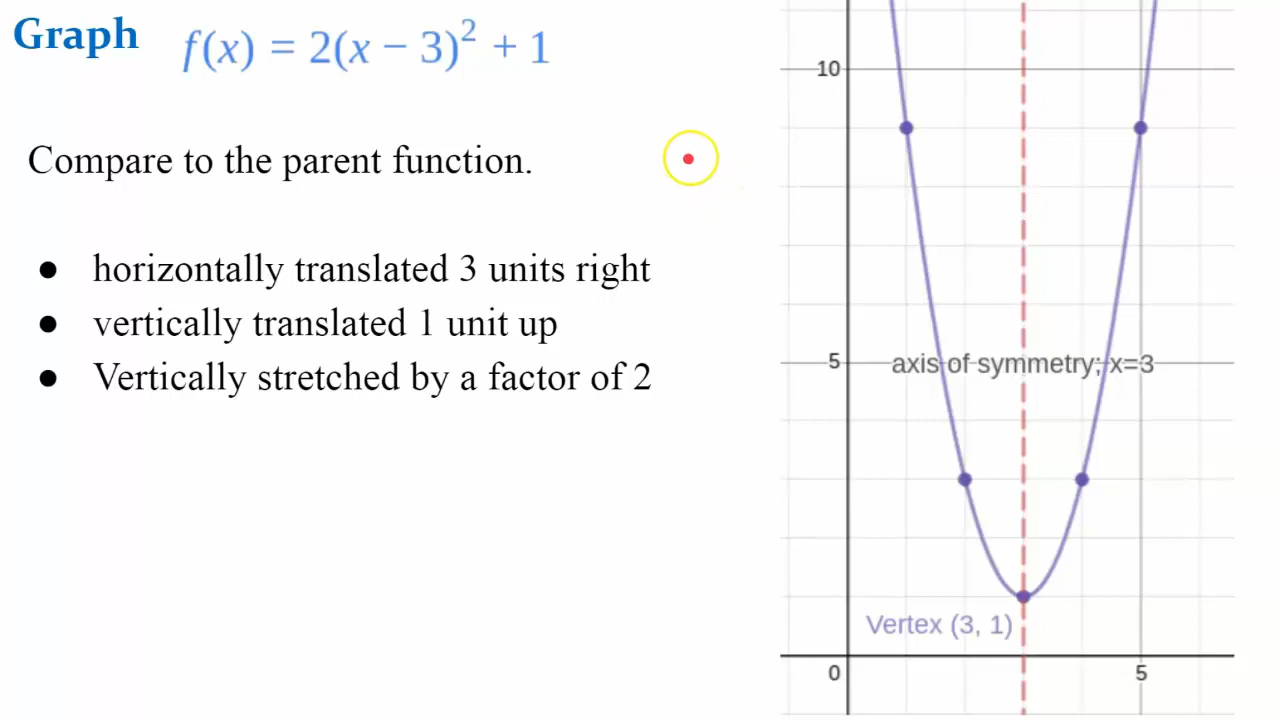 Graph f(x) = 2(x − 3)² + 1
Compare to the parent function.
● horizontally translated 3 units right
● vertically translated 1 unit up
● Vertically stretched by a factor of 2
10
5
axis of symmetry; x=3
Vertex (3, 1)
0
5